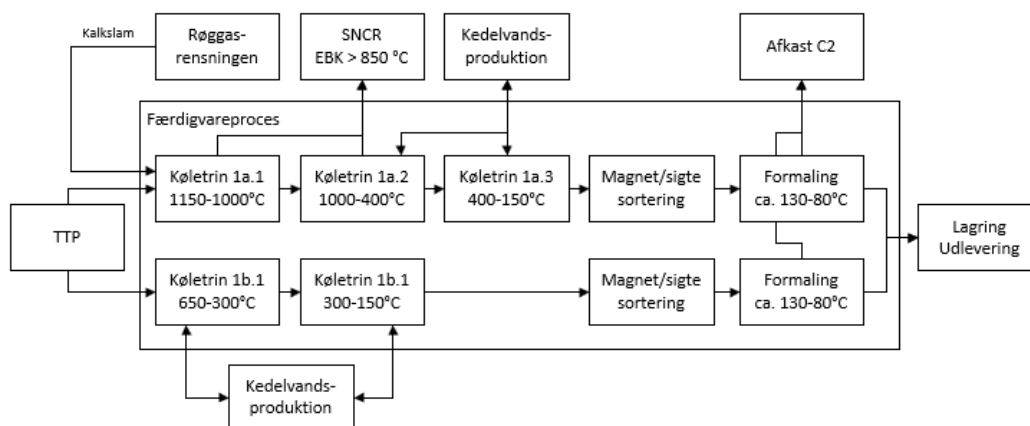 Kalkslam
Røggas-
rensningen
SNCR
EBK > 850 °C
Kedelvands-
produktion
Afkast C2
Færdigvareproces
Køletrin 1a.1
1150-1000°C
Køletrin 1a.2
1000-400°C
Køletrin 1a.3
400-150°C
Magnet/sigte
sortering
Formaling
ca. 130-80°C
TTP
Lagring
Udlevering
Køletrin 1b.1
650-300°C
Køletrin 1b.1
300-150°C
Magnet/sigte
sortering
Formaling
ca. 130-80°C
Kedelvands-
produktion